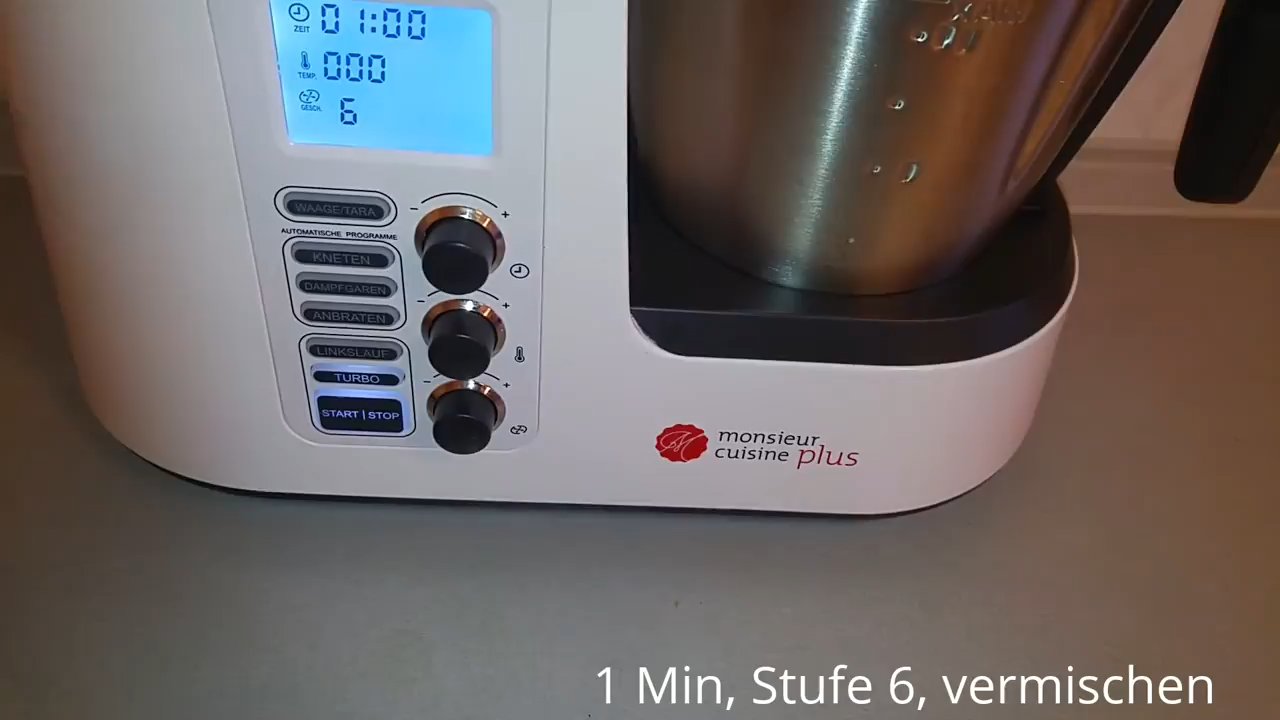 ZEIT 01:00
TEMP. 000
GESCH. 6
WAAGE/TARA
AUTOMATISCHE PROGRAMME
KNETEN
DAMPFGAREN
ANBRATEN
LINKSLAUF
TURBO
START | STOP
monsieur
cuisine plus
1 Min, Stufe 6, vermischen